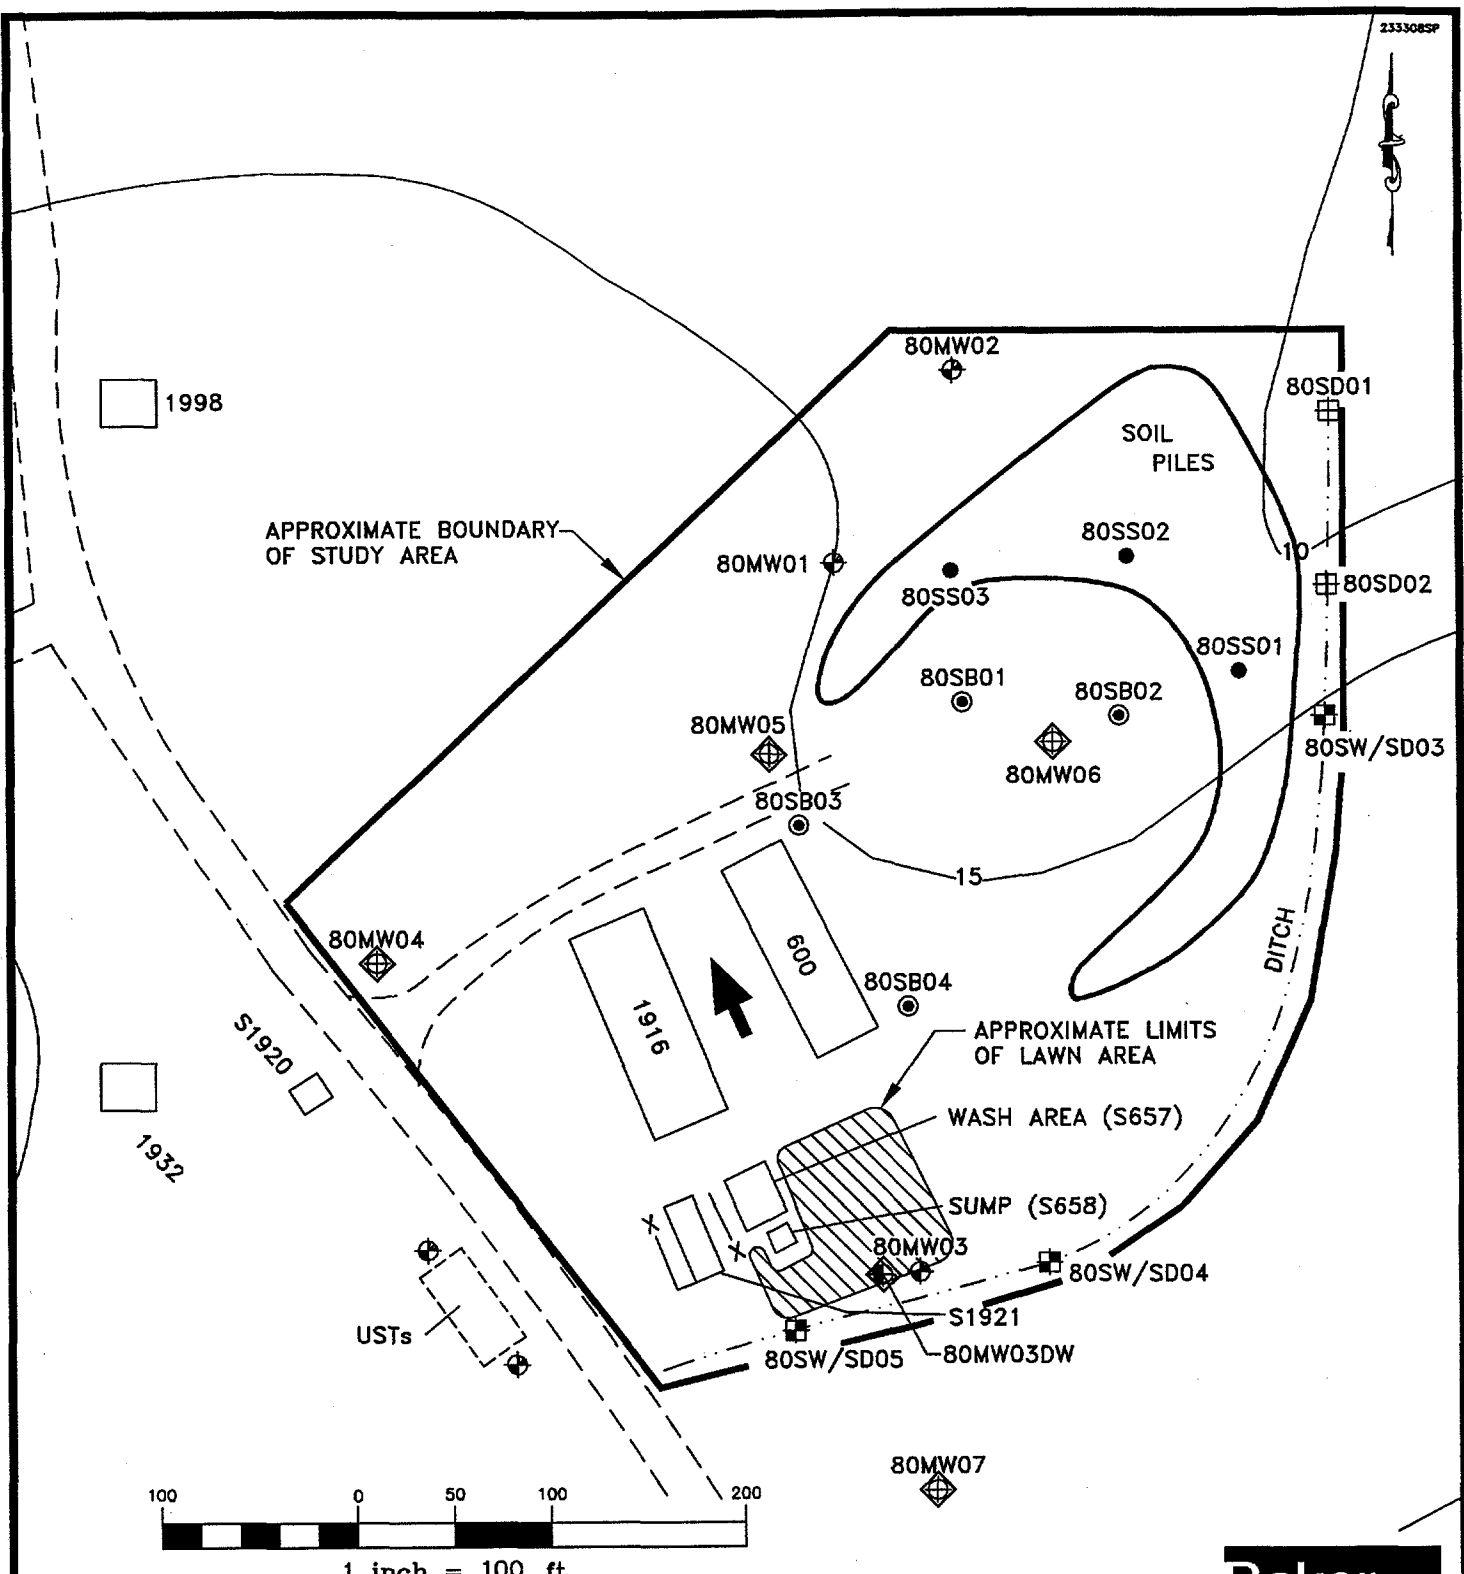 233308SP
80MW02
80SD01
1998
SOIL
PILES
APPROXIMATE BOUNDARY
OF STUDY AREA
80SS02
80MW01
10
80SD02
80SS03
80SS01
80SB01
80SB02
80MW05
80SW/SD03
80MW06
80SB03
15
DITCH
80MW04
600
80SB04
1916
S1920
APPROXIMATE LIMITS
OF LAWN AREA
WASH AREA (S657)
1932
SUMP (S658)
X
X
80MW03
80SW/SD04
S1921
USTs
80SW/SD05
80MW03DW
80MW07
100 0 50 100 200
1 inch = 100 ft
Baker